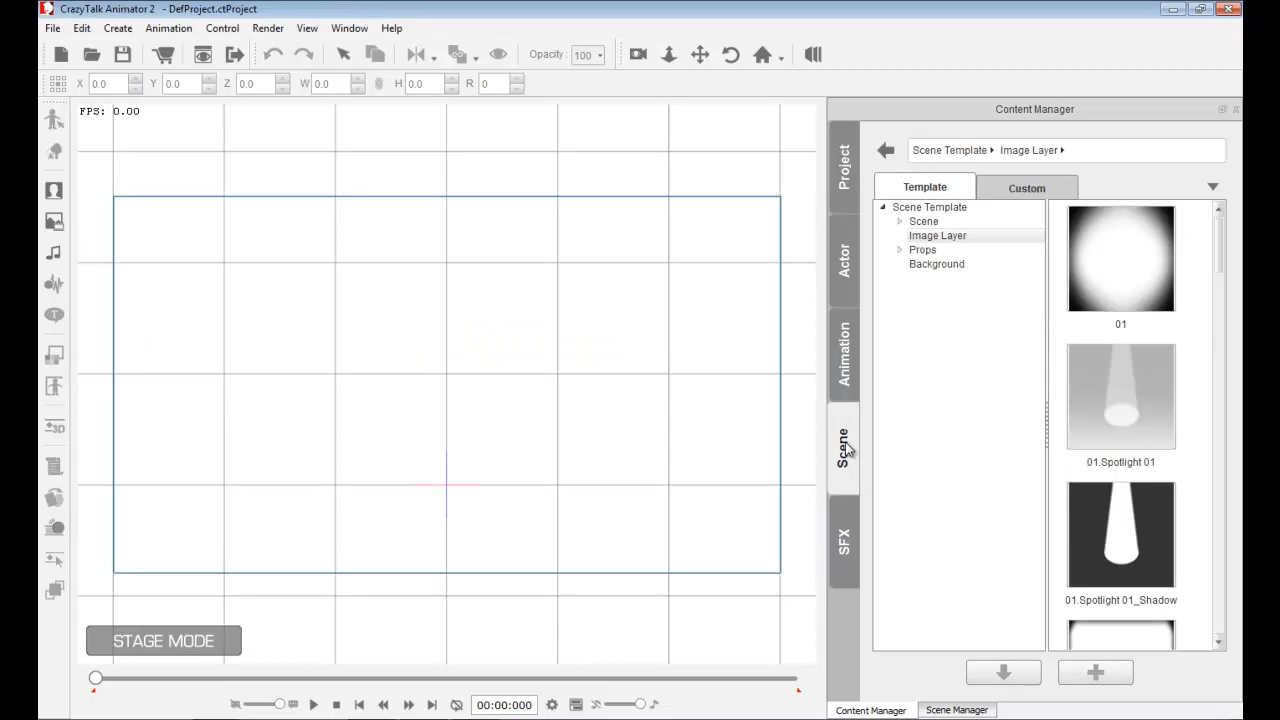 CrazyTalk Animator 2 - DefProject.ctProject
File Edit Create Animation Control Render View Window Help
Opacity: 100
X 0.0 Y 0.0 Z 0.0 W 0.0 H 0.0 R 0
FPS: 0.00
STAGE MODE
00:00:000
Content Manager
Project
Actor
Animation
Scene
SFX
Scene Template Image Layer
Template Custom
Scene Template
Scene
Image Layer
Props
Background
01
01.Spotlight 01
01.Spotlight 01_Shadow
Content Manager Scene Manager